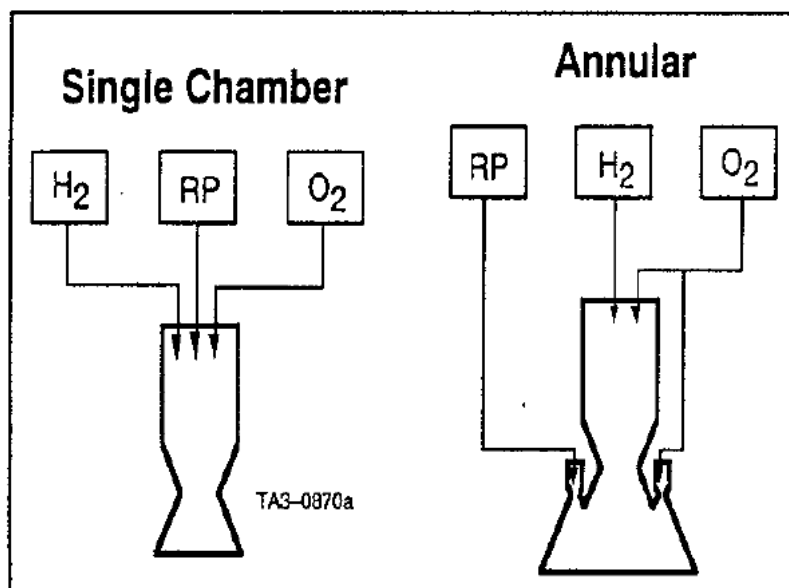 Single Chamber
H₂
RP
O₂
TA3-0870a
Annular
RP
H₂
O₂